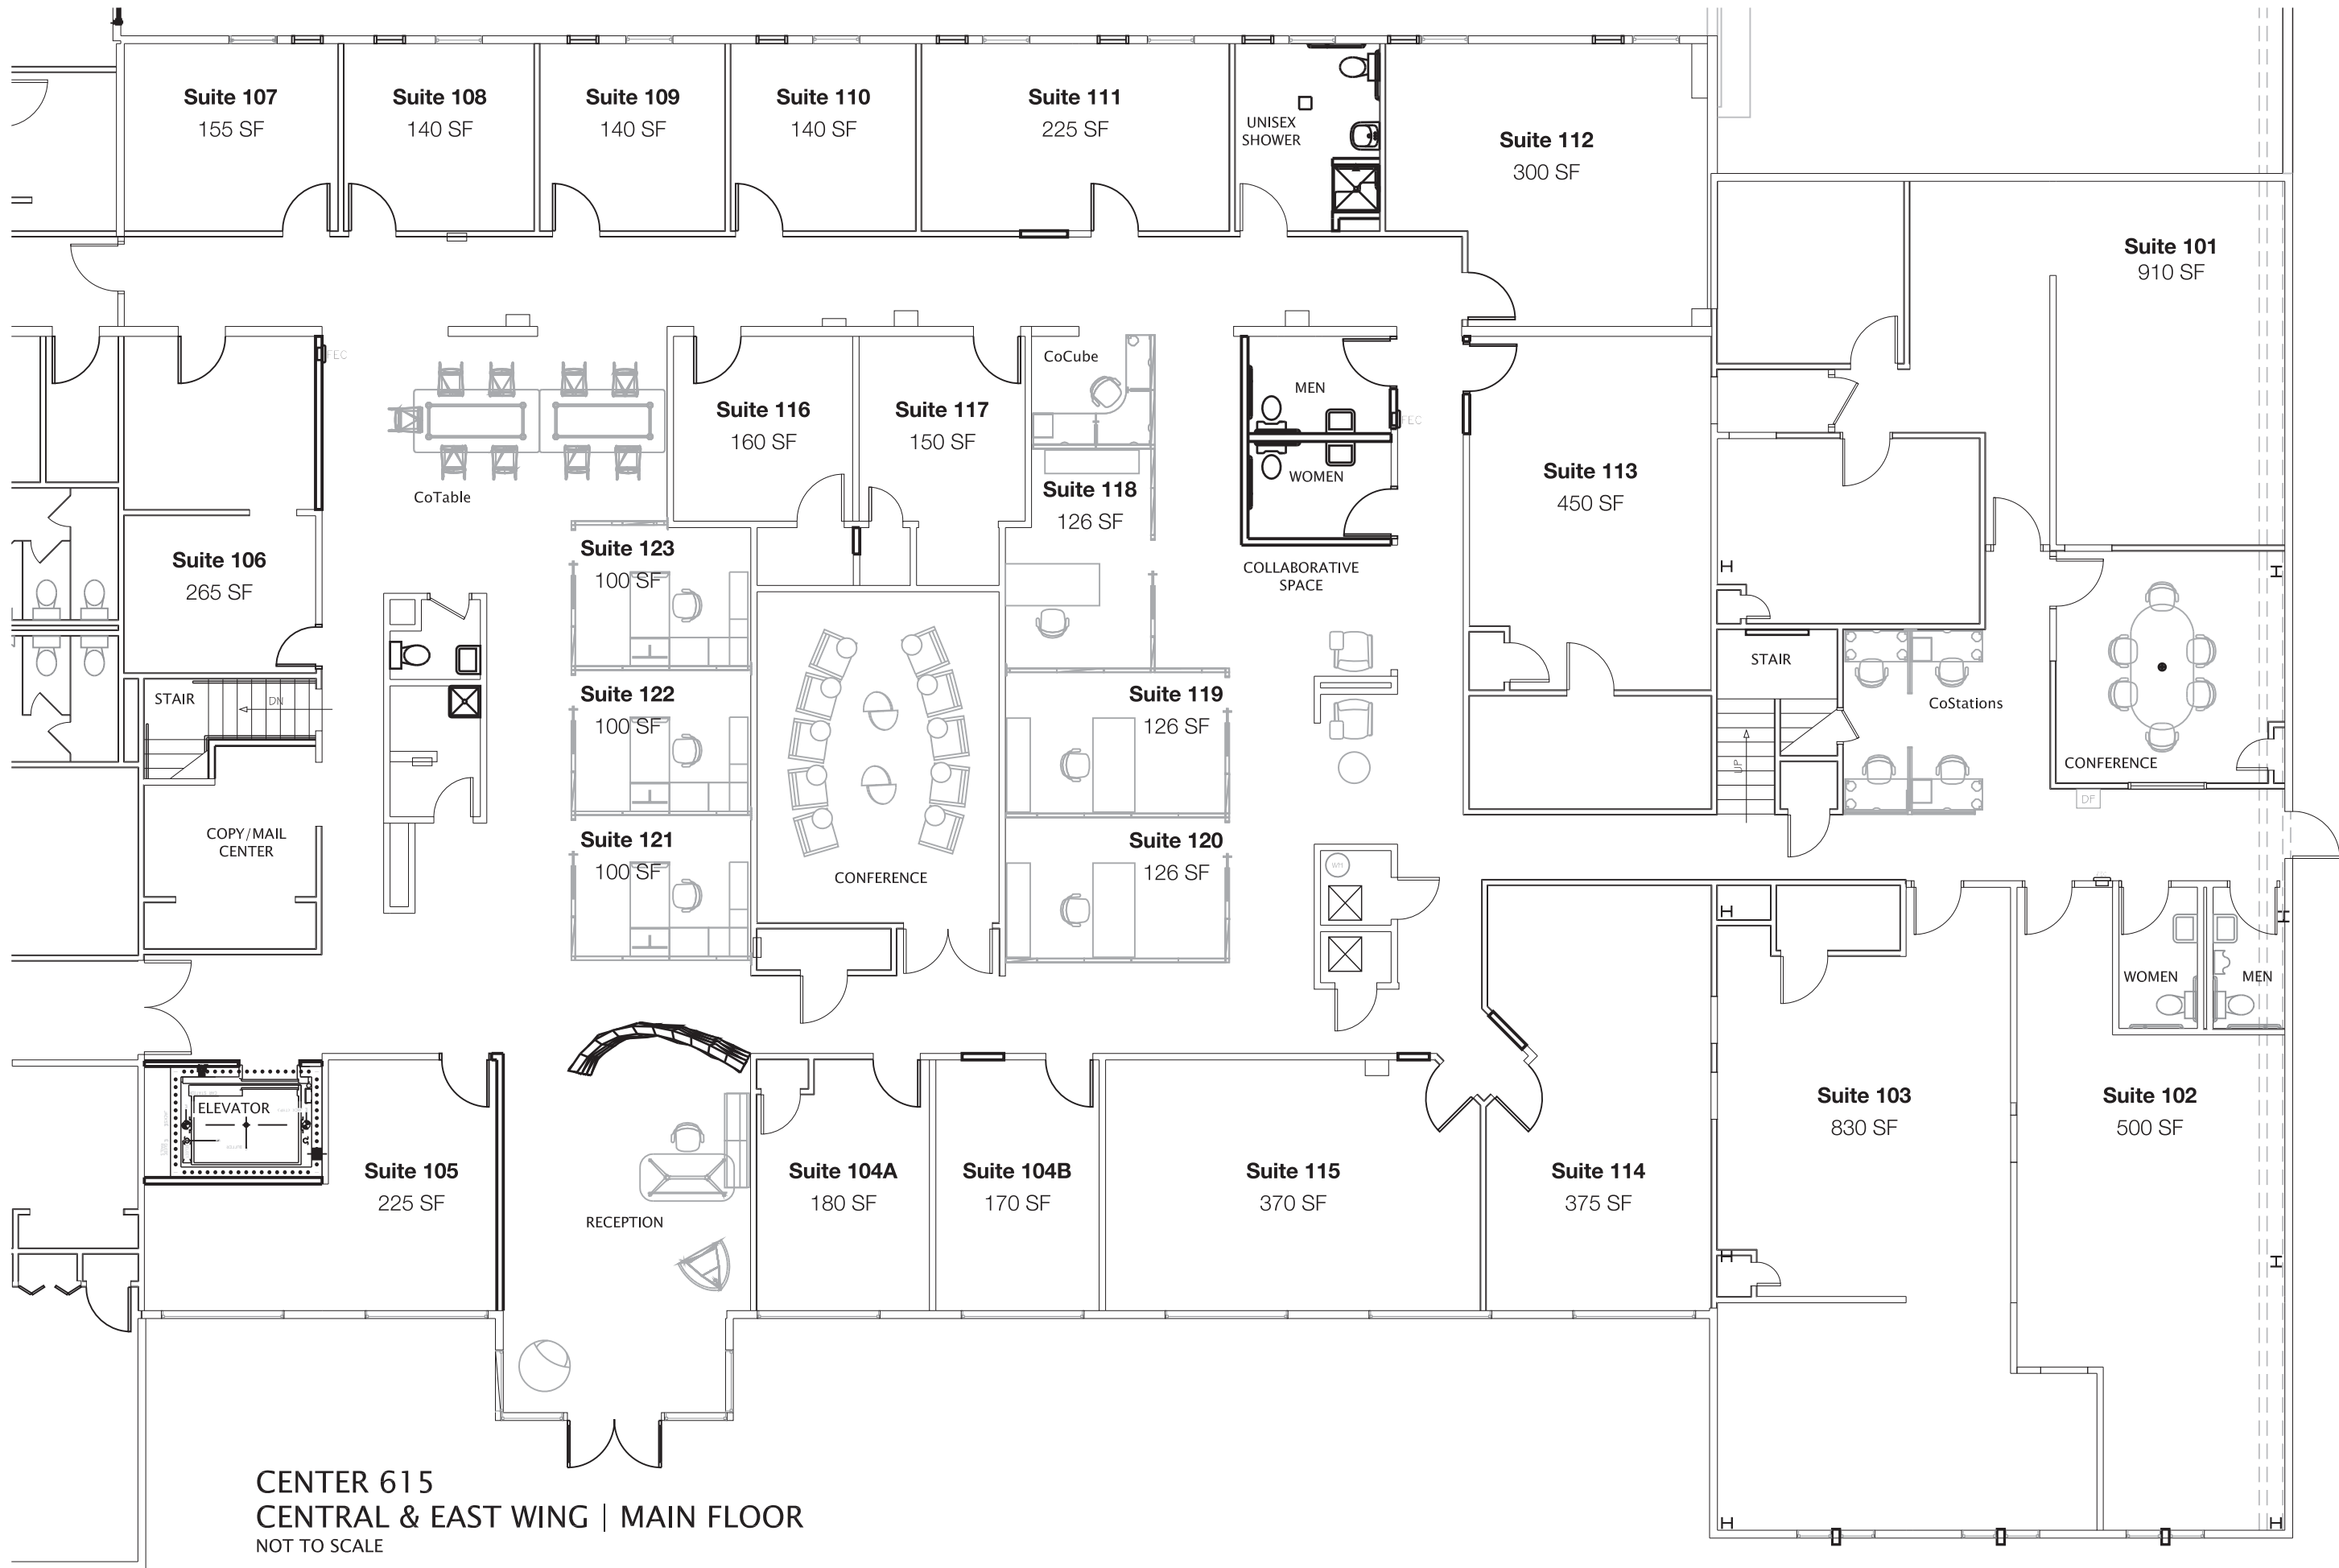 Suite 107
155 SF
Suite 108
140 SF
Suite 109
140 SF
Suite 110
140 SF
Suite 111
225 SF
UNISEX
SHOWER
Suite 112
300 SF
Suite 101
910 SF
FEC
CoTable
Suite 116
160 SF
Suite 117
150 SF
CoCube
Suite 118
126 SF
MEN
WOMEN
FEC
COLLABORATIVE
SPACE
Suite 113
450 SF
Suite 106
265 SF
Suite 123
100 SF
STAIR
DN
Suite 122
100 SF
Suite 119
126 SF
STAIR
UP
CoStations
CONFERENCE
DF
COPY/MAIL
CENTER
Suite 121
100 SF
CONFERENCE
Suite 120
126 SF
WH
WOMEN
MEN
ELEVATOR
Suite 105
225 SF
RECEPTION
Suite 104A
180 SF
Suite 104B
170 SF
Suite 115
370 SF
Suite 114
375 SF
Suite 103
830 SF
Suite 102
500 SF
CENTER 615
CENTRAL & EAST WING | MAIN FLOOR
NOT TO SCALE